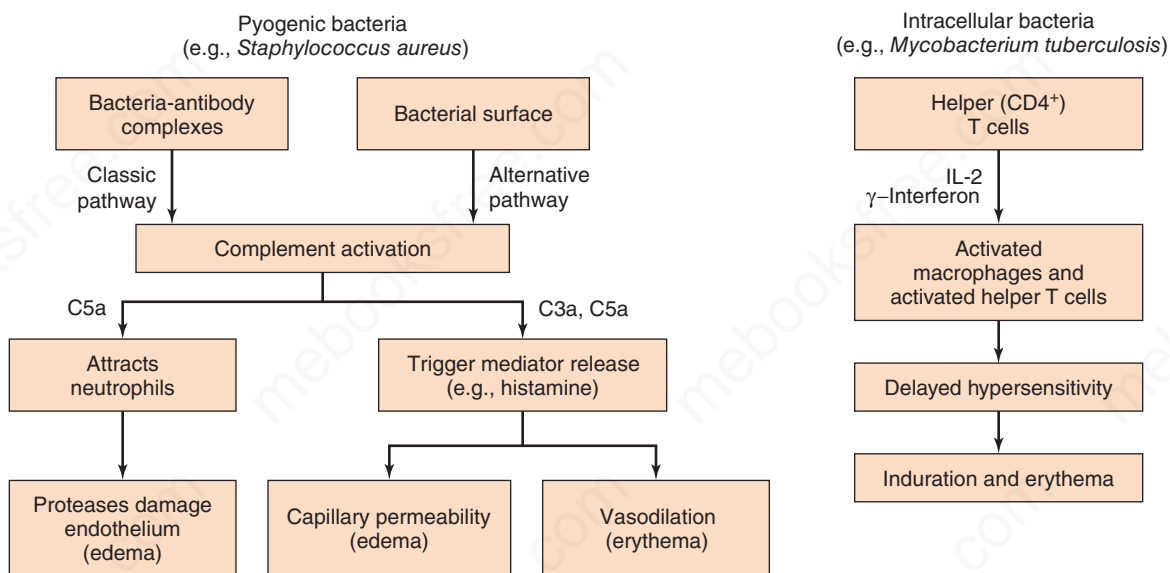 Pyogenic bacteria
(e.g., Staphylococcus aureus)
Bacteria-antibody
complexes
Bacterial surface
Classic
pathway
Alternative
pathway
Complement activation
C5a
C3a, C5a
Attracts
neutrophils
Trigger mediator release
(e.g., histamine)
Proteases damage
endothelium
(edema)
Capillary permeability
(edema)
Vasodilation
(erythema)
Intracellular bacteria
(e.g., Mycobacterium tuberculosis)
Helper (CD4⁺)
T cells
IL-2
γ–Interferon
Activated
macrophages and
activated helper T cells
Delayed hypersensitivity
Induration and erythema
mebooksfree.com